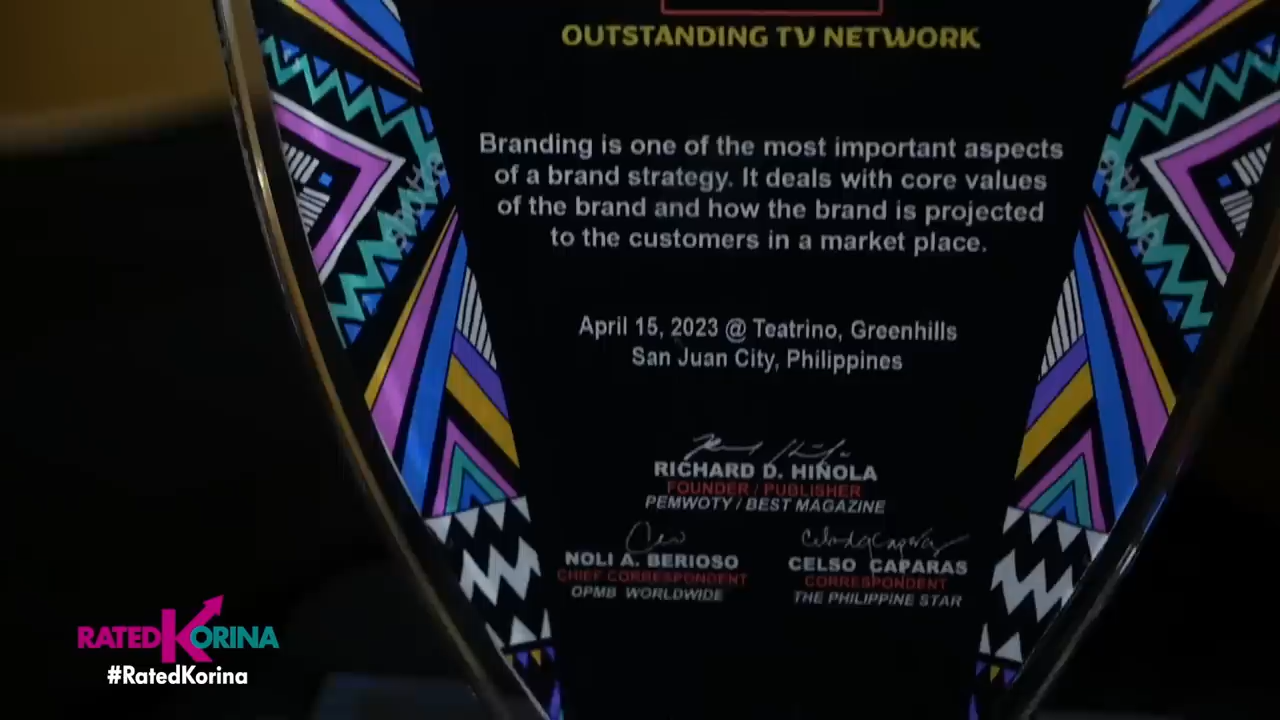 OUTSTANDING TV NETWORK
Branding is one of the most important aspects
of a brand strategy. It deals with core values
of the brand and how the brand is projected
to the customers in a market place.
April 15, 2023 @ Teatrino, Greenhills
San Juan City, Philippines
RICHARD D. HIÑOLA
FOUNDER / PUBLISHER
PEMWOTY / BEST MAGAZINE
NOLI A. BERIOSO
CHIEF CORRESPONDENT
OPMB WORLDWIDE
CELSO CAPARAS
CORRESPONDENT
THE PHILIPPINE STAR
RATED KORINA
#RatedKorina